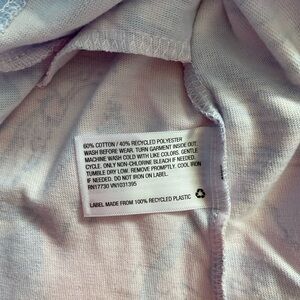 60% COTTON / 40% RECYCLED POLYESTER
WASH BEFORE WEAR. TURN GARMENT INSIDE OUT.
MACHINE WASH COLD WITH LIKE COLORS. GENTLE
CYCLE. ONLY NON-CHLORINE BLEACH IF NEEDED.
TUMBLE DRY LOW. REMOVE PROMPTLY. COOL IRON
IF NEEDED. DO NOT IRON ON LABEL.
RN17730 VN1031395
LABEL MADE FROM 100% RECYCLED PLASTIC